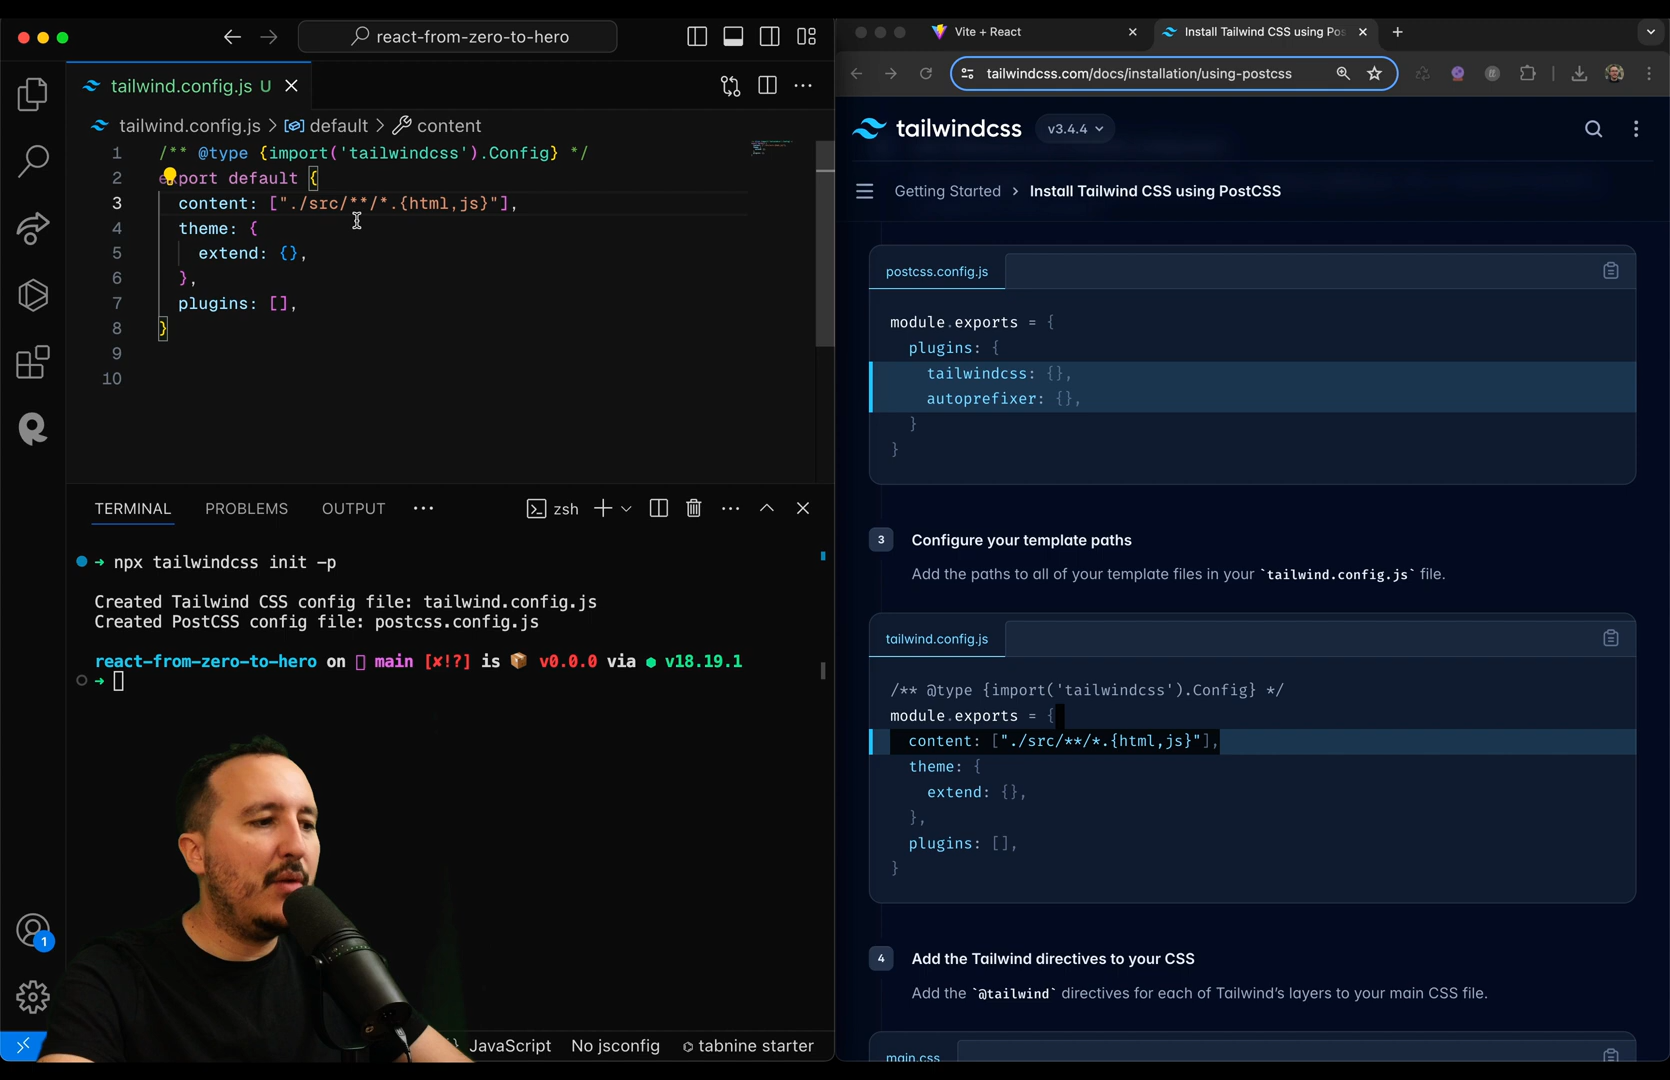 react-from-zero-to-hero
tailwind.config.js U
tailwind.config.js > default > content
1 /** @type {import('tailwindcss').Config} */
2 export default {
3 content: ["./src/**/*.{html,js}"],
4 theme: {
5 extend: {},
6 },
7 plugins: [],
8 }
9
10
TERMINAL PROBLEMS OUTPUT ... zsh
➜ npx tailwindcss init -p
Created Tailwind CSS config file: tailwind.config.js
Created PostCSS config file: postcss.config.js
react-from-zero-to-hero on main [✘!?] is 📦 v0.0.0 via v18.19.1
➜
1
JavaScript No jsconfig tabnine starter
Vite + React
Install Tailwind CSS using Pos
tailwindcss.com/docs/installation/using-postcss
tailwindcss v3.4.4
Getting Started > Install Tailwind CSS using PostCSS
postcss.config.js
module.exports = {
plugins: {
tailwindcss: {},
autoprefixer: {},
}
}
3 Configure your template paths
Add the paths to all of your template files in your `tailwind.config.js` file.
tailwind.config.js
/** @type {import('tailwindcss').Config} */
module.exports = {
content: ["./src/**/*.{html,js}"],
theme: {
extend: {},
},
plugins: [],
}
4 Add the Tailwind directives to your CSS
Add the `@tailwind` directives for each of Tailwind's layers to your main CSS file.
main.css